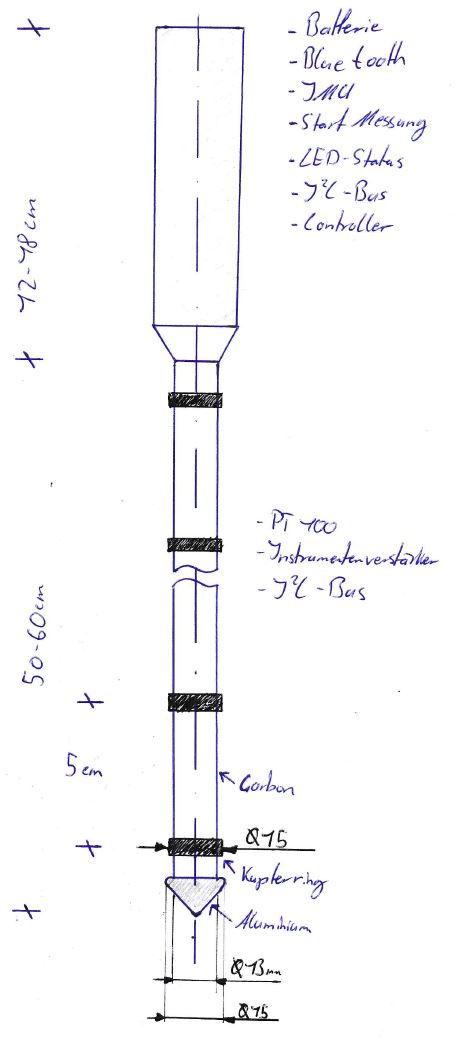 - Batterie
- Bluetooth
- IMU
- Start Messung
- LED-Status
- I²C-Bus
- Controller
12-18cm
- PT 100
- Instrumentenverstärker
- I²C-Bus
50-60cm
5cm
Carbon
Ø15
Kupferring
Aluminium
Ø13mm
Ø15